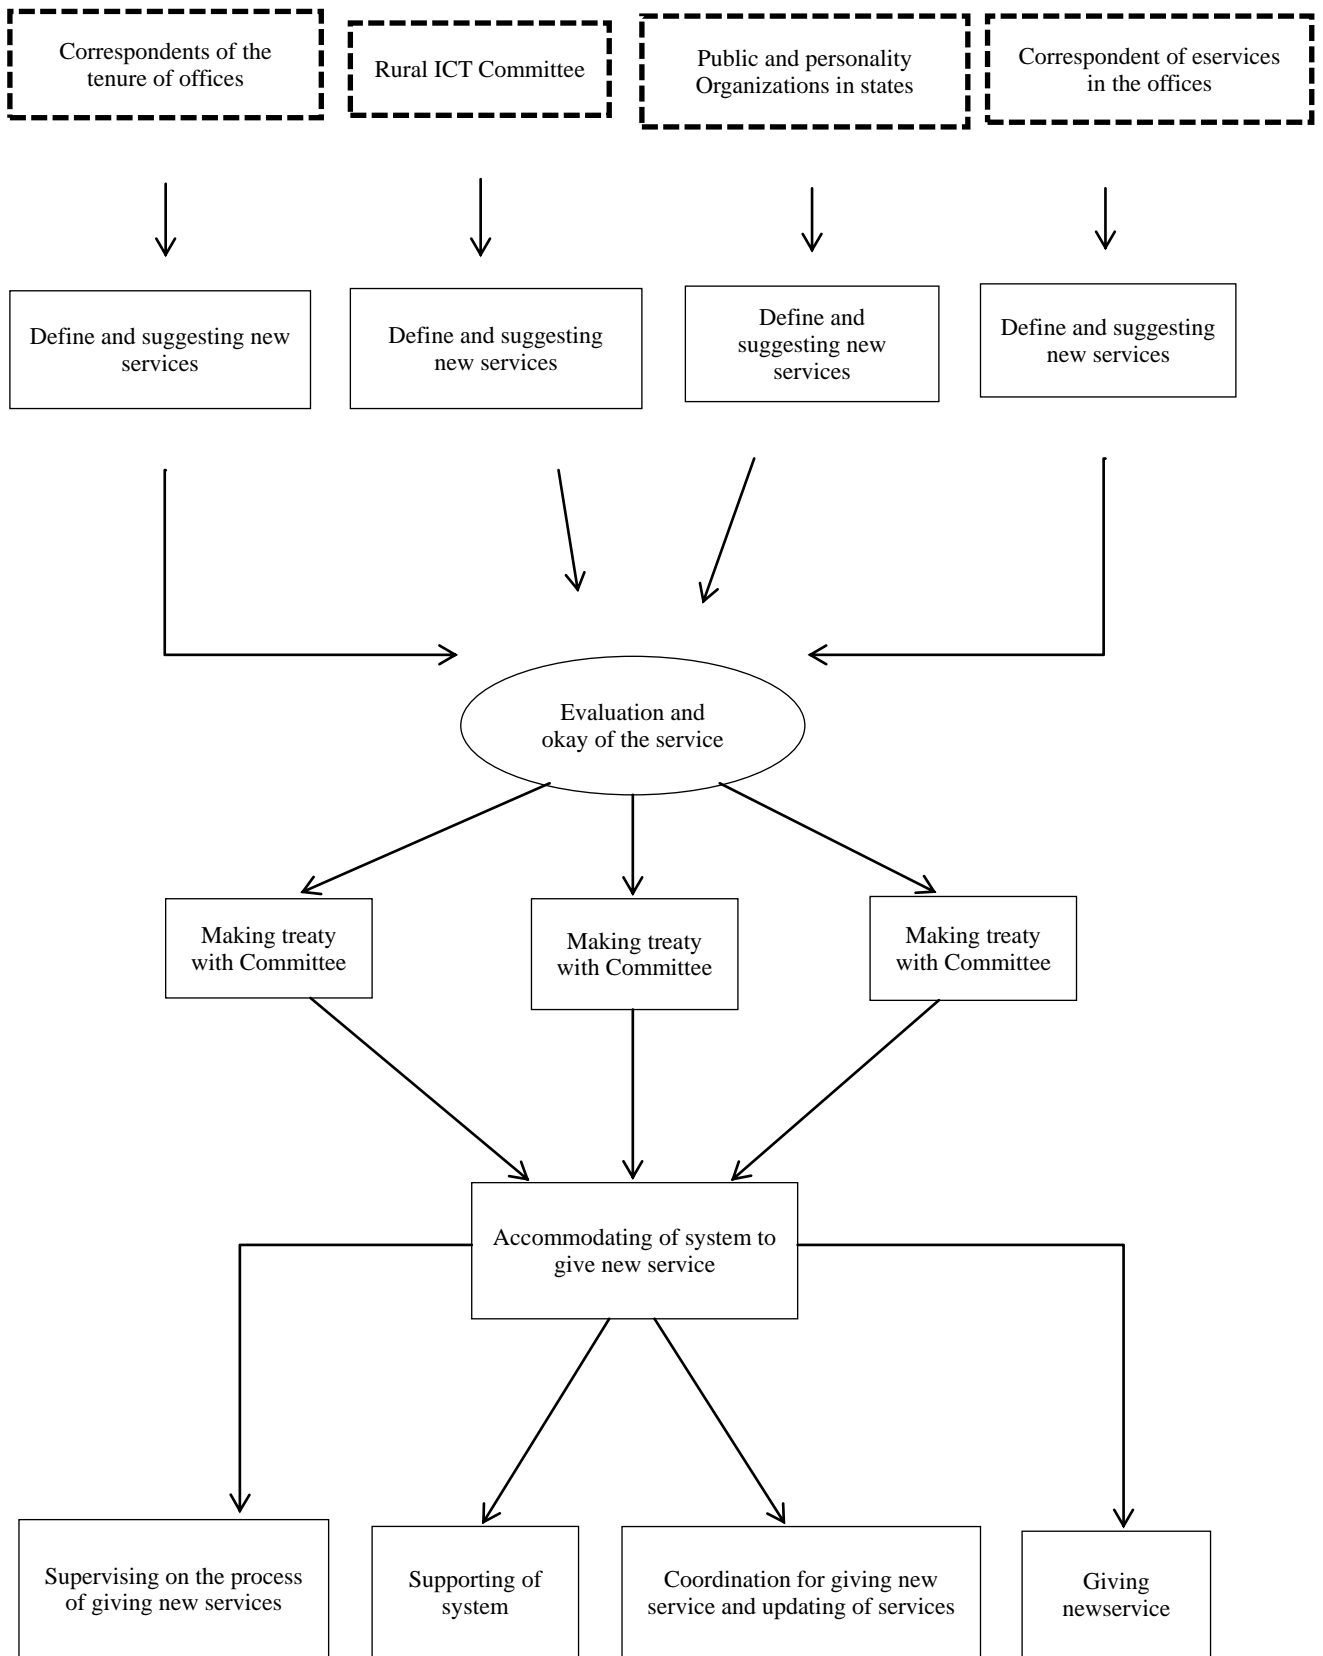 Correspondents of the
tenure of offices
Rural ICT Committee
Public and personality
Organizations in states
Correspondent of eservices
in the offices
Define and suggesting new
services
Define and suggesting
new services
Define and
suggesting new
services
Define and suggesting
new services
Evaluation and
okay of the service
Making treaty
with Committee
Making treaty
with Committee
Making treaty
with Committee
Accommodating of system to
give new service
Supervising on the process
of giving new services
Supporting of
system
Coordination for giving new
service and updating of services
Giving
newservice